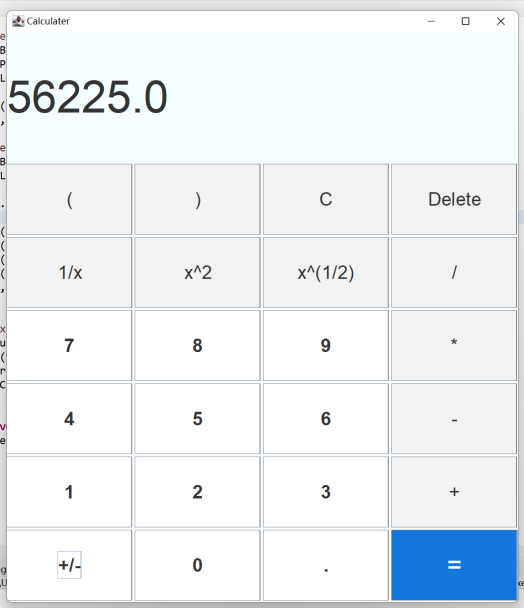 Calculater
56225.0
( ) C Delete
1/x x^2 x^(1/2) /
7 8 9 *
4 5 6 -
1 2 3 +
+/- 0 . =